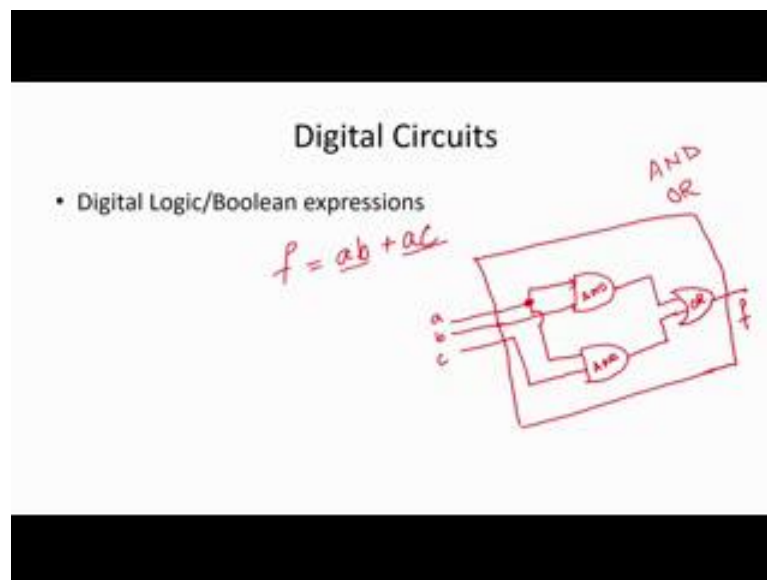 Digital Circuits
• Digital Logic/Boolean expressions
AND
OR
f = ab + ac
a
b
c
AND
AND
OR
f